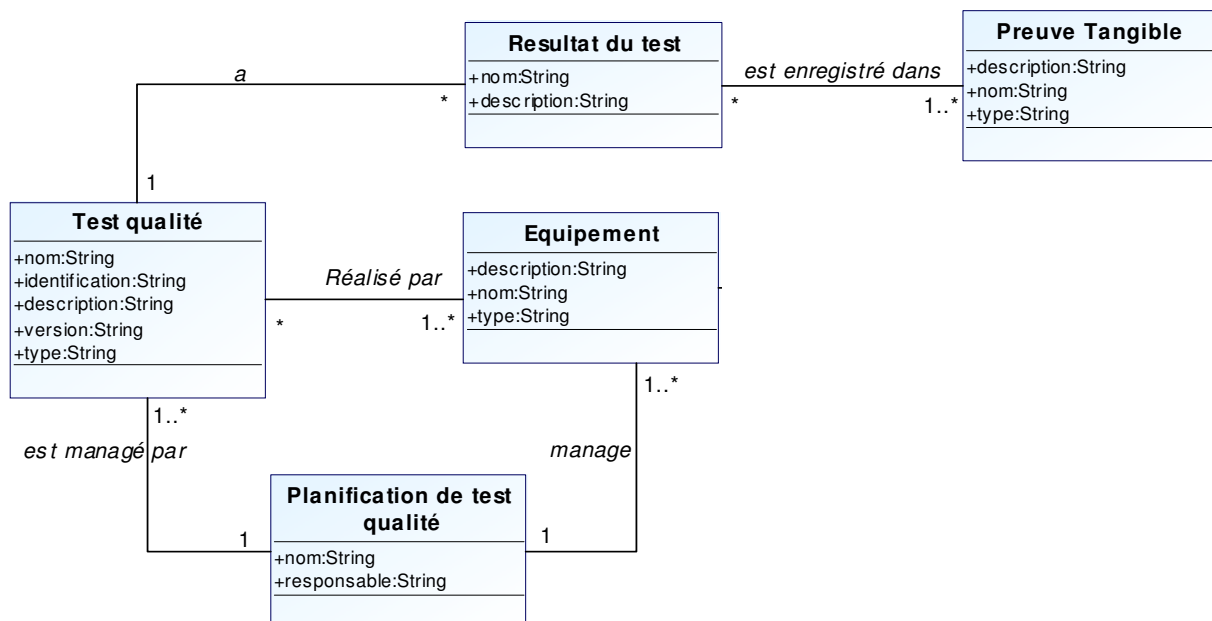 Resultat du test
+nom:String
+description:String
Preuve Tangible
+description:String
+nom:String
+type:String
a
*
est enregistré dans
*
1..*
1
Test qualité
+nom:String
+identification:String
+description:String
+version:String
+type:String
Réalisé par
*
1..*
Equipement
+description:String
+nom:String
+type:String
1..*
est managé par
1..*
manage
Planification de test
qualité
+nom:String
+responsable:String
1
1